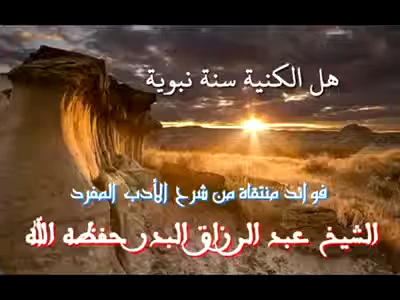 هل الكنية سنة نبوية
فوائد منتقاة من شرح الأدب المفرد
الشيخ عبد الرزاق البدر حفظه الله